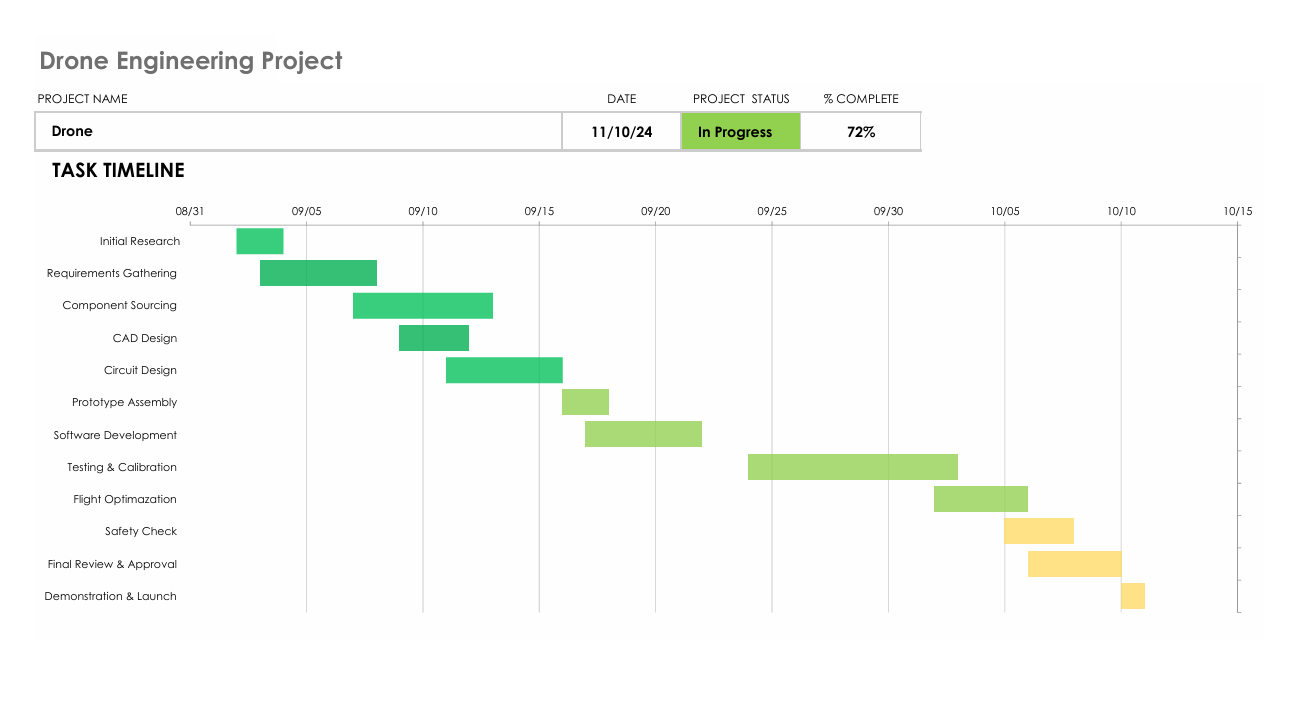 Drone Engineering Project
PROJECT NAME DATE PROJECT STATUS % COMPLETE
Drone 11/10/24 In Progress 72%
TASK TIMELINE
08/31 09/05 09/10 09/15 09/20 09/25 09/30 10/05 10/10 10/15
Initial Research
Requirements Gathering
Component Sourcing
CAD Design
Circuit Design
Prototype Assembly
Software Development
Testing & Calibration
Flight Optimazation
Safety Check
Final Review & Approval
Demonstration & Launch